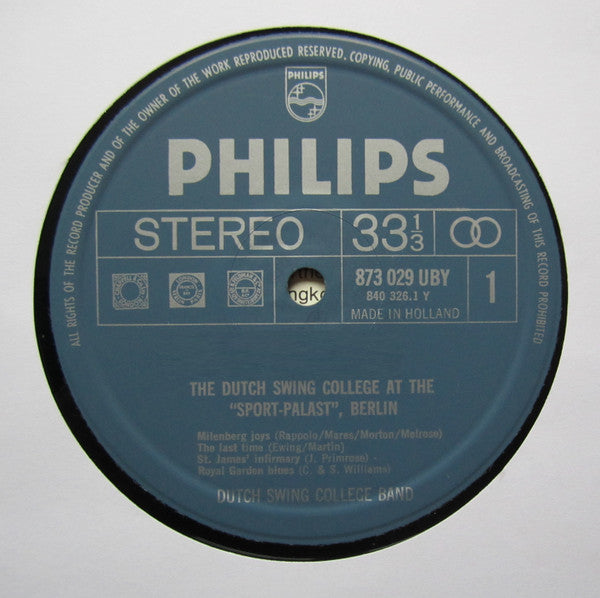 ALL RIGHTS OF THE RECORD PRODUCER AND OF THE OWNER OF THE WORK REPRODUCED RESERVED. COPYING, PUBLIC PERFORMANCE AND BROADCASTING OF THIS RECORD PROHIBITED
PHILIPS
PHILIPS
STEREO 33 1/3
873 029 UBY 1
840 326.1 Y
MADE IN HOLLAND
THE DUTCH SWING COLLEGE AT THE
"SPORT-PALAST", BERLIN
Milenberg joys (Rappolo/Mares/Morton/Melrose)
The last time (Ewing/Martin)
St. James' infirmary (J. Primrose) -
Royal Garden blues (C. & S. Williams)
DUTCH SWING COLLEGE BAND